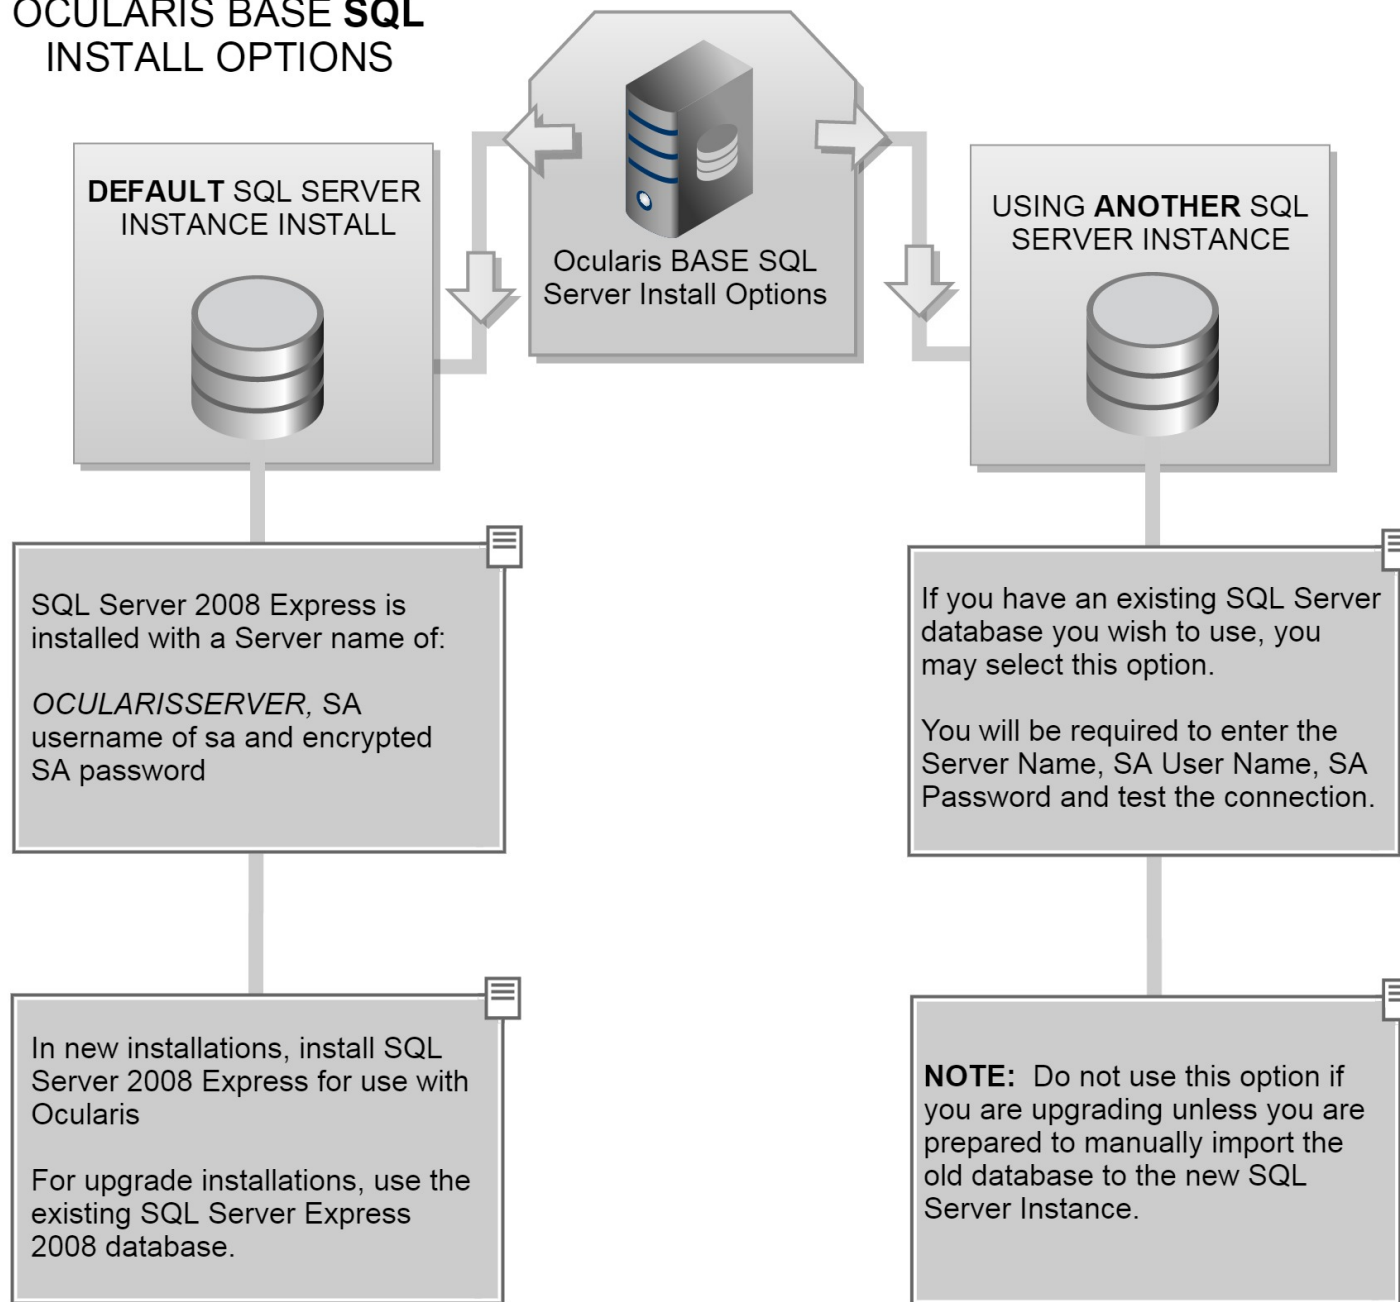 OCULARIS BASE SQL
INSTALL OPTIONS
Ocularis BASE SQL
Server Install Options
DEFAULT SQL SERVER
INSTANCE INSTALL
SQL Server 2008 Express is
installed with a Server name of:
OCULARISSERVER, SA
username of sa and encrypted
SA password
In new installations, install SQL
Server 2008 Express for use with
Ocularis
For upgrade installations, use the
existing SQL Server Express
2008 database.
USING ANOTHER SQL
SERVER INSTANCE
If you have an existing SQL Server
database you wish to use, you
may select this option.
You will be required to enter the
Server Name, SA User Name, SA
Password and test the connection.
NOTE:  Do not use this option if
you are upgrading unless you are
prepared to manually import the
old database to the new SQL
Server Instance.